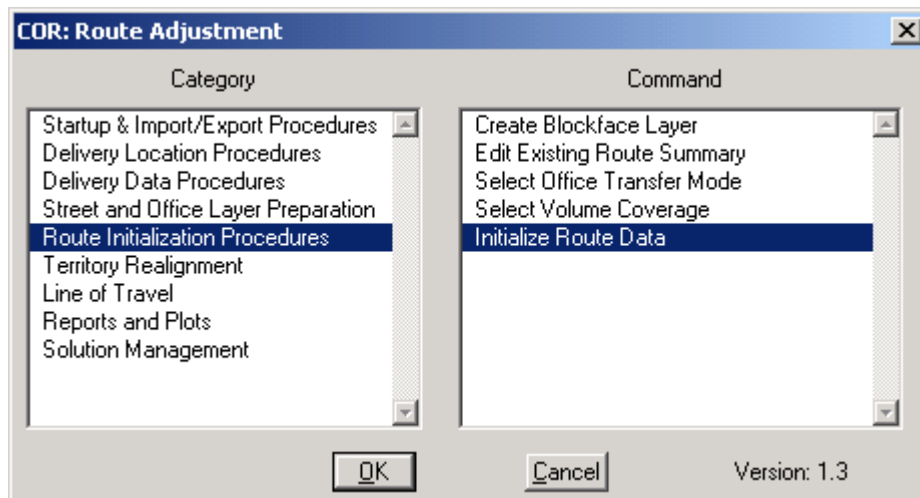 COR: Route Adjustment
Category
Command
Startup & Import/Export Procedures
Delivery Location Procedures
Delivery Data Procedures
Street and Office Layer Preparation
Route Initialization Procedures
Territory Realignment
Line of Travel
Reports and Plots
Solution Management
Create Blockface Layer
Edit Existing Route Summary
Select Office Transfer Mode
Select Volume Coverage
Initialize Route Data
OK
Cancel
Version: 1.3